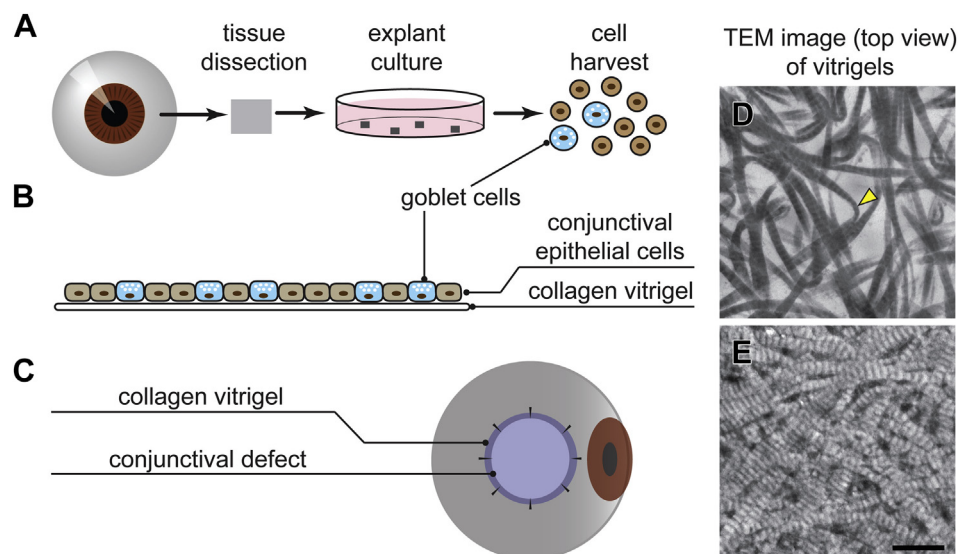 A
tissue
dissection
explant
culture
cell
harvest
TEM image (top view)
of vitrigels
D
B
goblet cells
conjunctival
epithelial cells
collagen vitrigel
E
C
collagen vitrigel
conjunctival defect